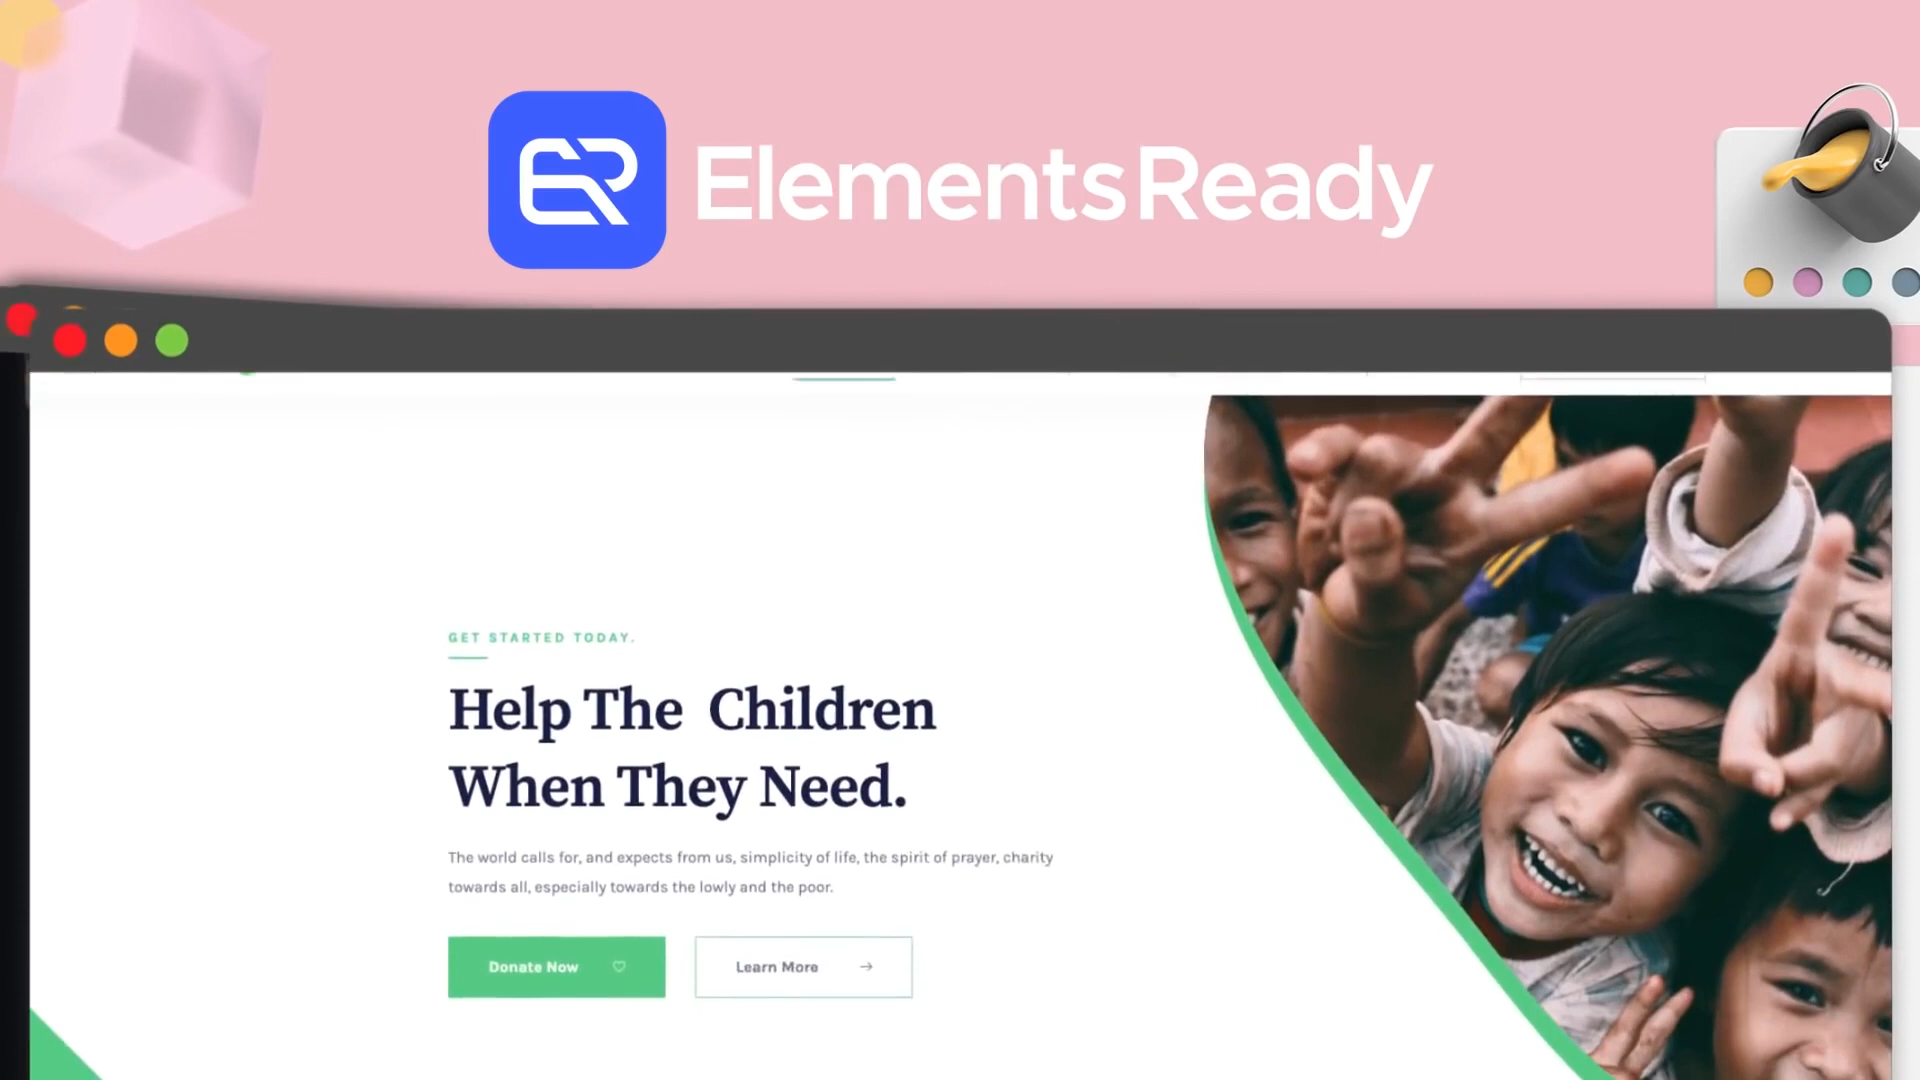 ER ElementsReady
GET STARTED TODAY.
Help The Children
When They Need.
The world calls for, and expects from us, simplicity of life, the spirit of prayer, charity
towards all, especially towards the lowly and the poor.
Donate Now
Learn More